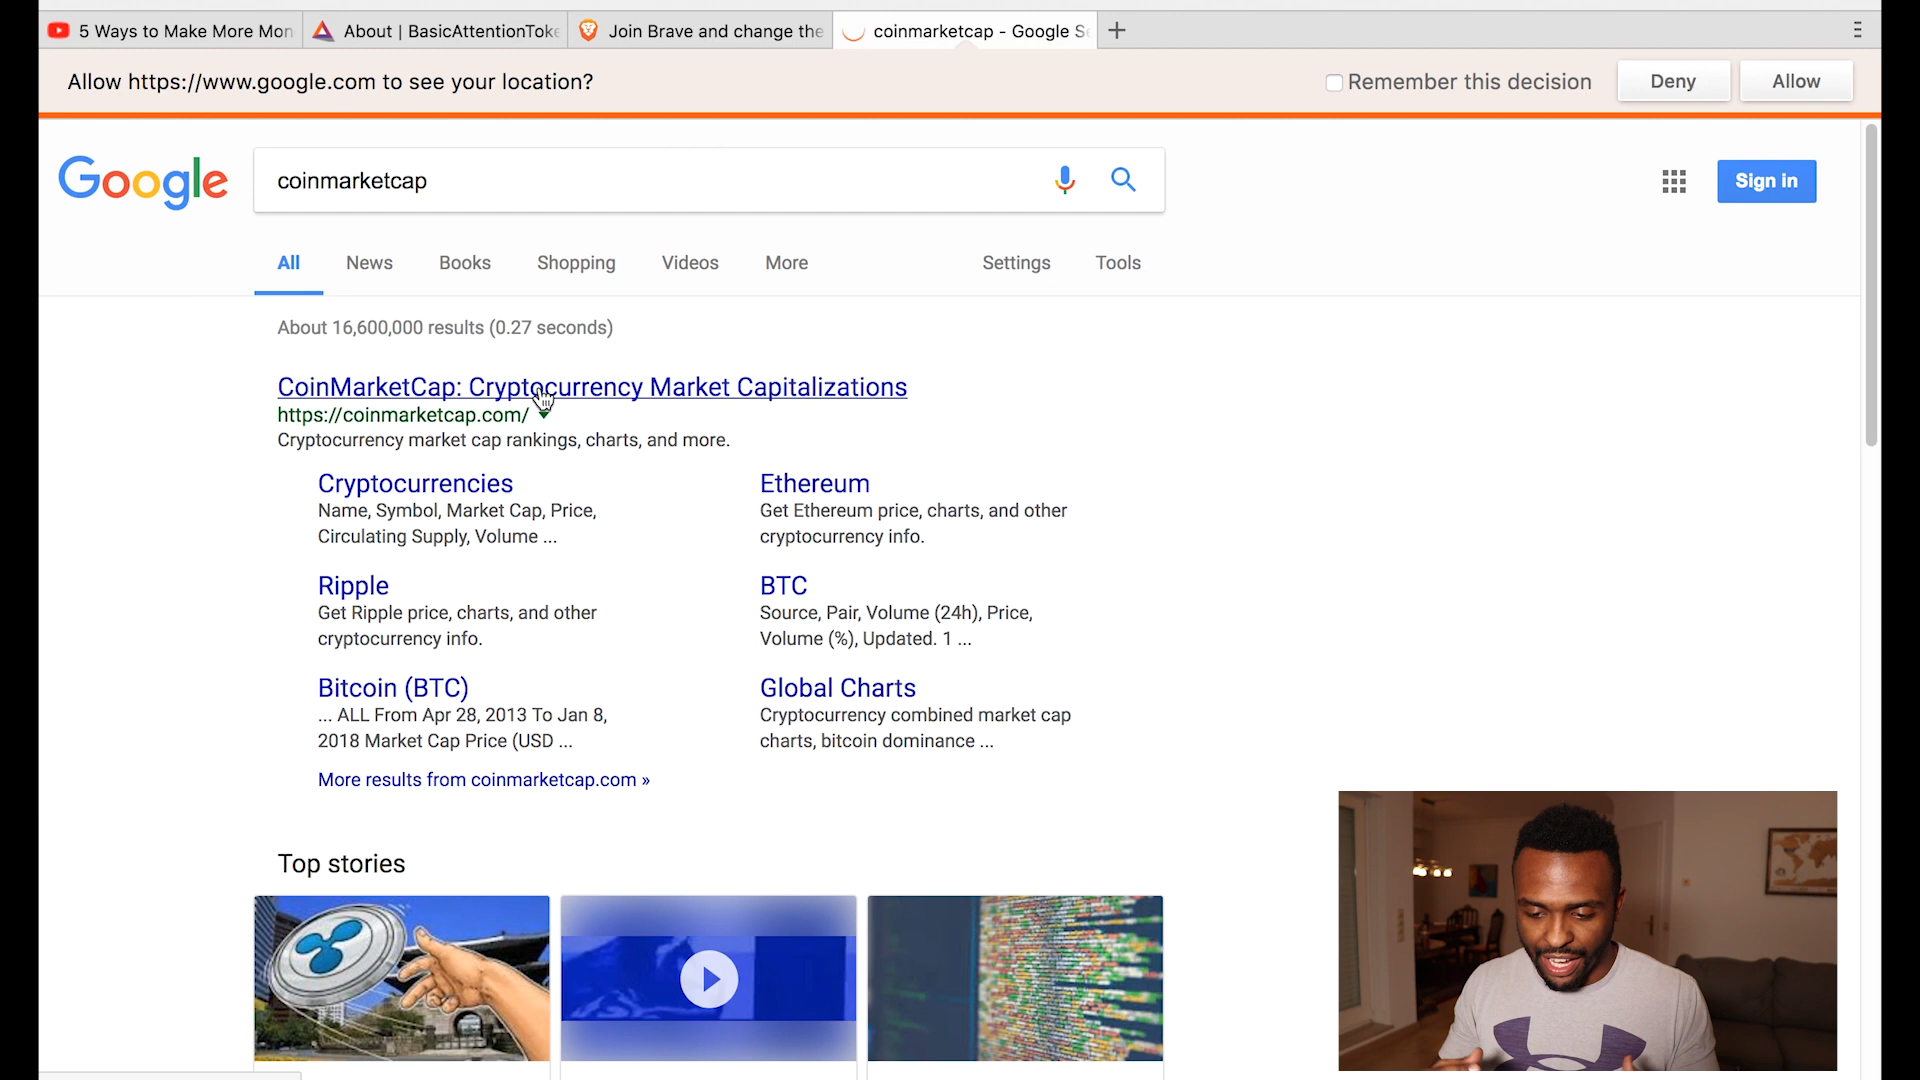 5 Ways to Make More Mon
About | BasicAttentionToke
Join Brave and change the
coinmarketcap - Google Se
Allow https://www.google.com to see your location?
Remember this decision
Deny
Allow
Google
coinmarketcap
Sign in
All
News
Books
Shopping
Videos
More
Settings
Tools
About 16,600,000 results (0.27 seconds)
CoinMarketCap: Cryptocurrency Market Capitalizations
https://coinmarketcap.com/
Cryptocurrency market cap rankings, charts, and more.
Cryptocurrencies
Name, Symbol, Market Cap, Price,
Circulating Supply, Volume ...
Ethereum
Get Ethereum price, charts, and other
cryptocurrency info.
Ripple
Get Ripple price, charts, and other
cryptocurrency info.
BTC
Source, Pair, Volume (24h), Price,
Volume (%), Updated. 1 ...
Bitcoin (BTC)
... ALL From Apr 28, 2013 To Jan 8,
2018 Market Cap Price (USD ...
Global Charts
Cryptocurrency combined market cap
charts, bitcoin dominance ...
More results from coinmarketcap.com »
Top stories